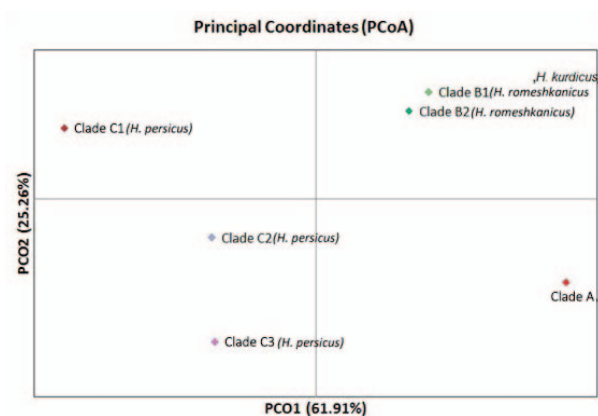 Principal Coordinates (PCoA)
,H. kurdicus
Clade B1(H. romeshkanicus
Clade B2(H. romeshkanicus)
Clade C1(H. persicus)
Clade C2(H. persicus)
Clade A.
Clade C3 (H. persicus)
PCO2 (25.26%)
PCO1 (61.91%)